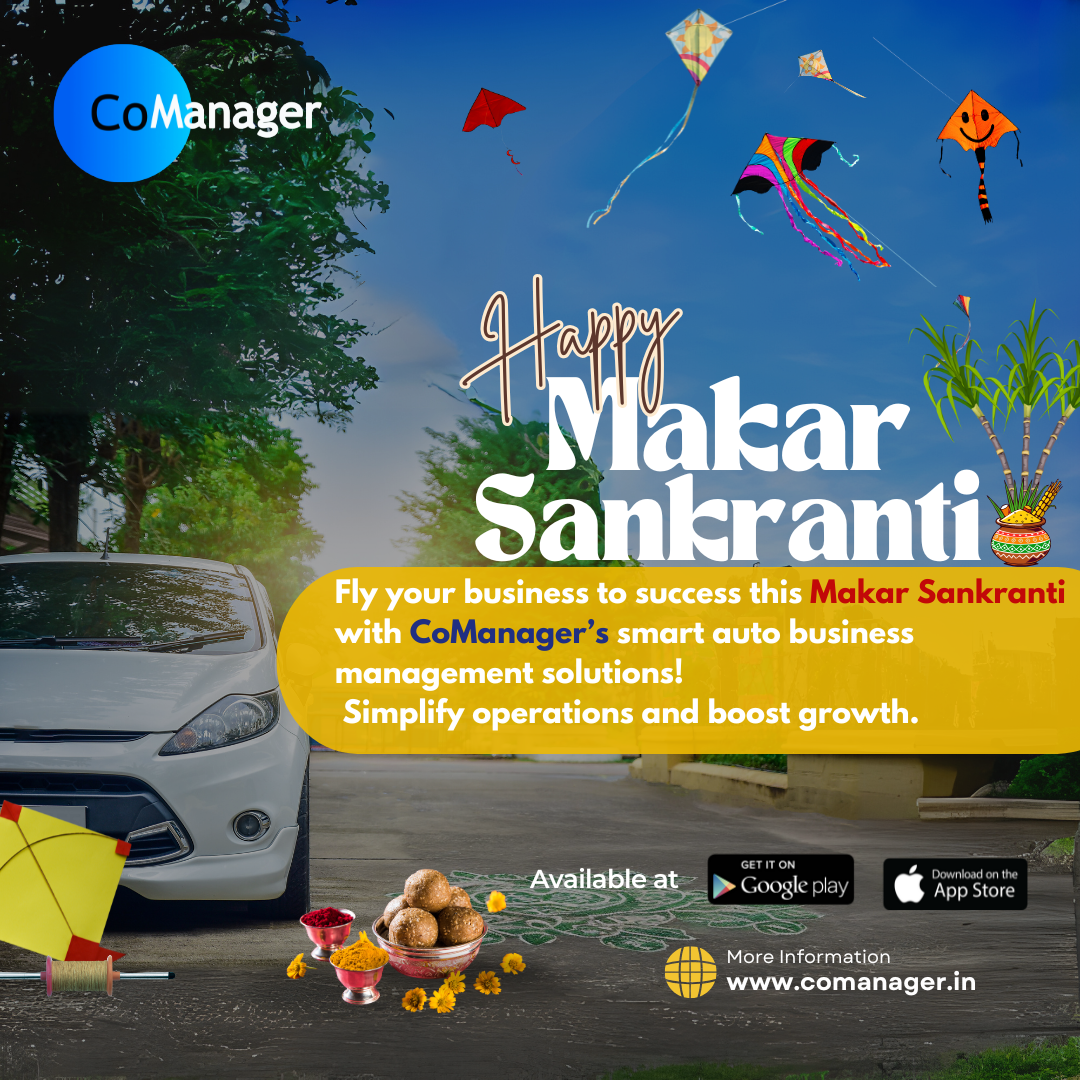 CoManager
Happy
Makar
Sankranti
Fly your business to success this Makar Sankranti
with CoManager’s smart auto business
management solutions!
Simplify operations and boost growth.
Available at
GET IT ON
Google play
Download on the
App Store
More Information
www.comanager.in